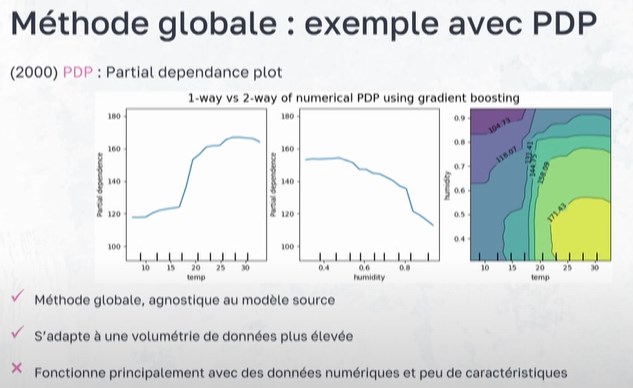 Méthode globale : exemple avec PDP
(2000) PDP : Partial dependance plot
1-way vs 2-way of numerical PDP using gradient boosting
180
160
140
120
100
Partial dependence
10 15 20 25 30
temp
180
160
140
120
100
Partial dependence
0.4 0.6 0.8
humidity
0.9
0.8
0.7
0.6
0.5
0.4
humidity
10 15 20 25 30
temp
104.73
118.07
131.41
144.75
158.09
171.43
Méthode globale, agnostique au modèle source
S'adapte à une volumétrie de données plus élevée
Fonctionne principalement avec des données numériques et peu de caractéristiques